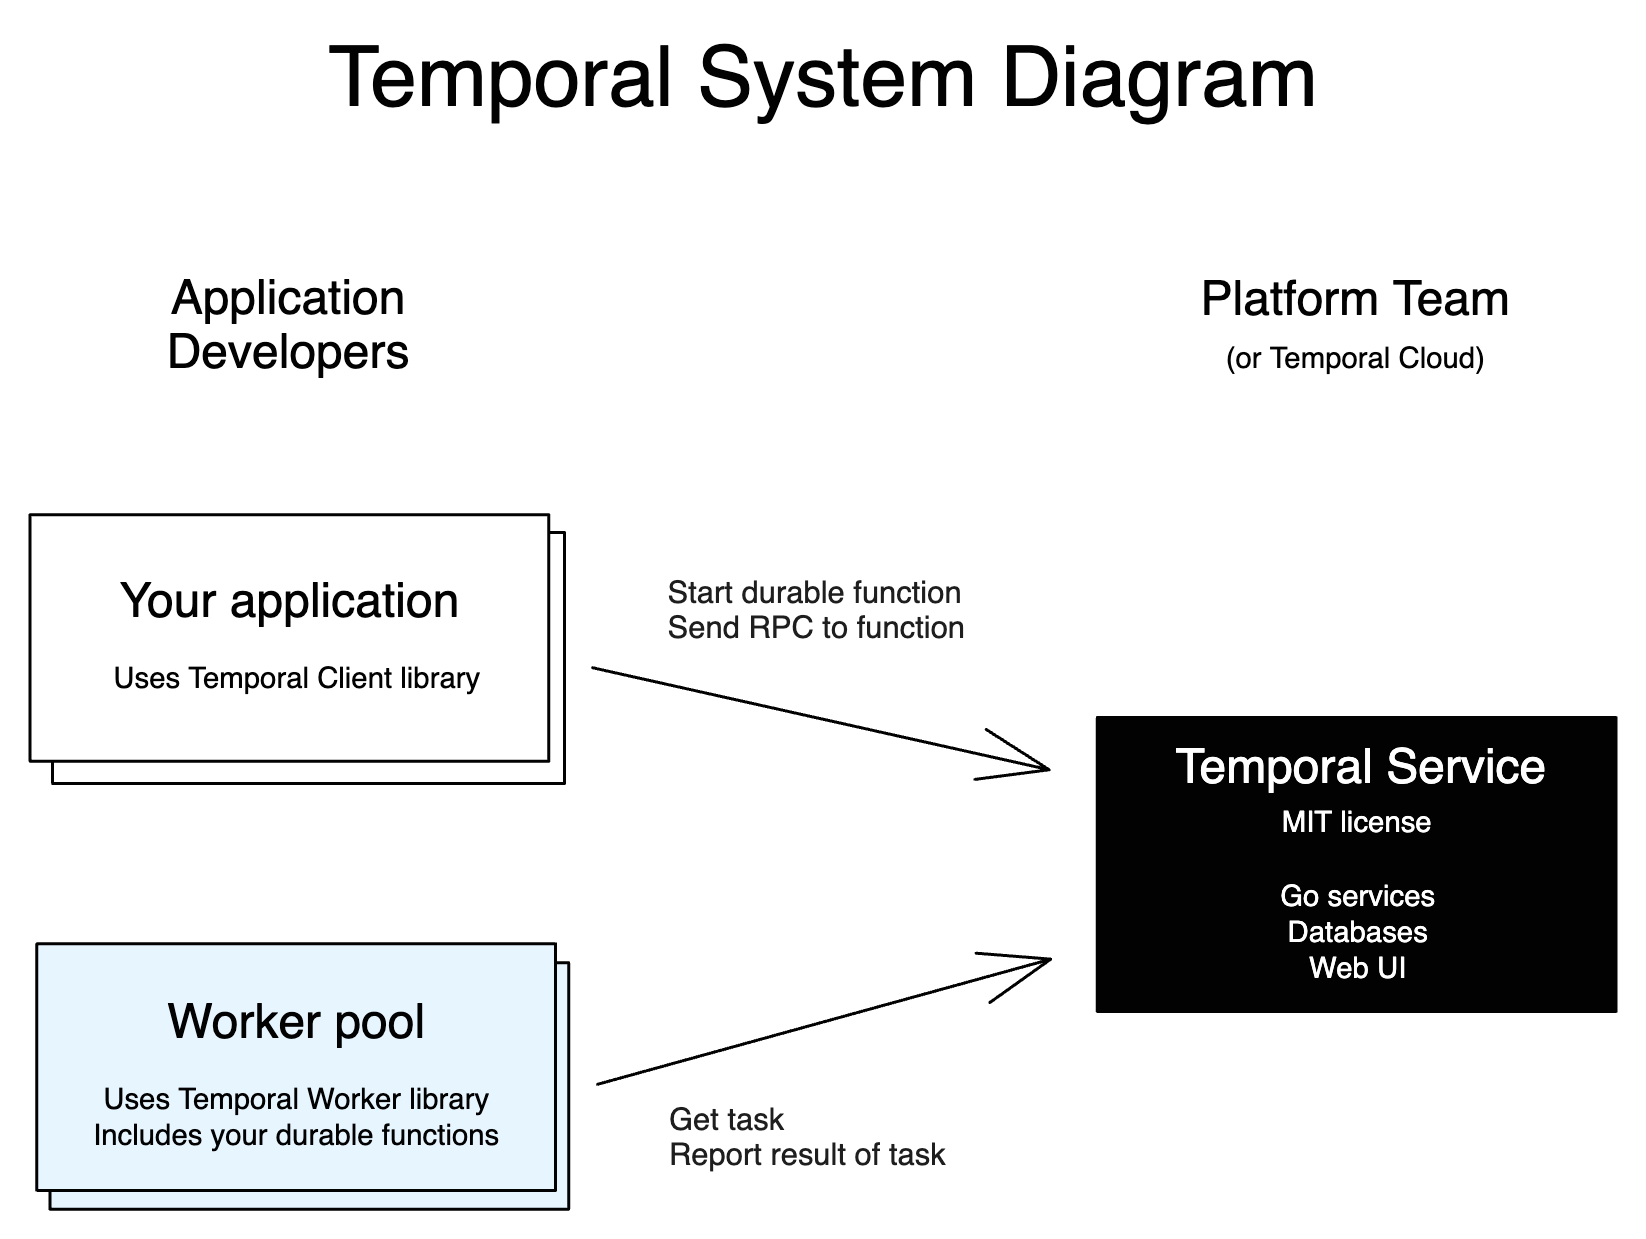 Temporal System Diagram
Application
Developers
Platform Team
(or Temporal Cloud)
Your application
Uses Temporal Client library
Start durable function
Send RPC to function
Temporal Service
MIT license
Go services
Databases
Web UI
Worker pool
Uses Temporal Worker library
Includes your durable functions
Get task
Report result of task